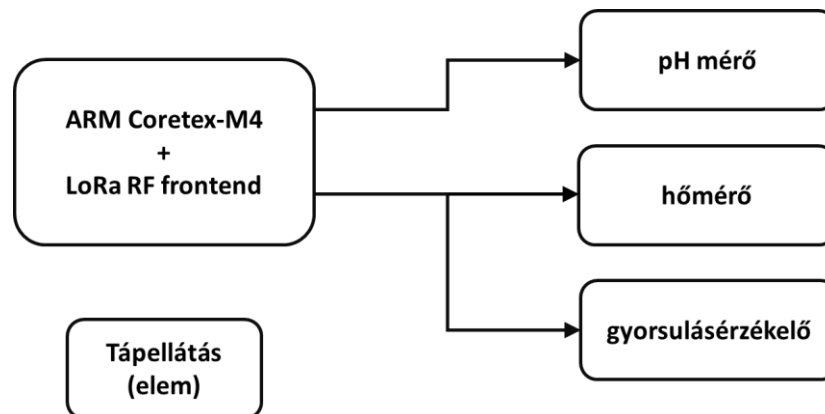 ARM Coretex-M4
+
LoRa RF frontend
pH mérő
hőmérő
gyorsulásérzékelő
Tápellátás
(elem)